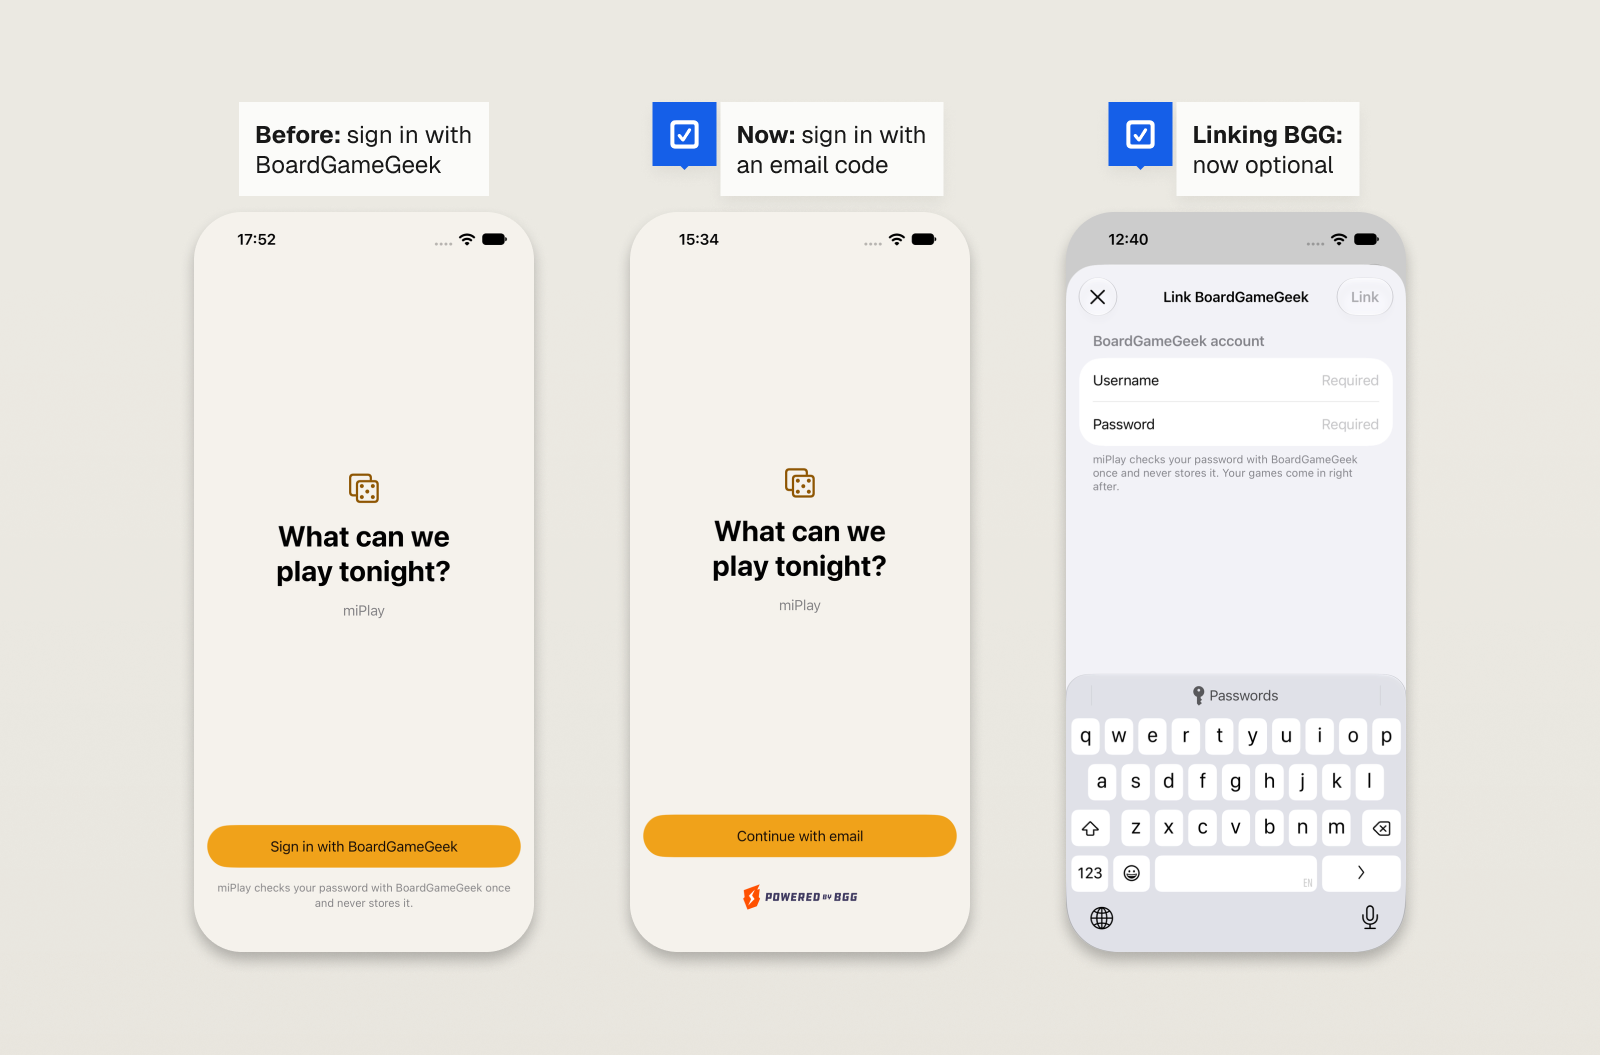 Before: sign in with
BoardGameGeek
17:52
What can we
play tonight?
miPlay
Sign in with BoardGameGeek
miPlay checks your password with BoardGameGeek once
and never stores it.
Now: sign in with
an email code
15:34
What can we
play tonight?
miPlay
Continue with email
POWERED BY BGG
Linking BGG:
now optional
12:40
Link BoardGameGeek
Link
BoardGameGeek account
Username Required
Password Required
miPlay checks your password with BoardGameGeek
once and never stores it. Your games come in right
after.
Passwords
q w e r t y u i o p
a s d f g h j k l
z x c v b n m
123
EN